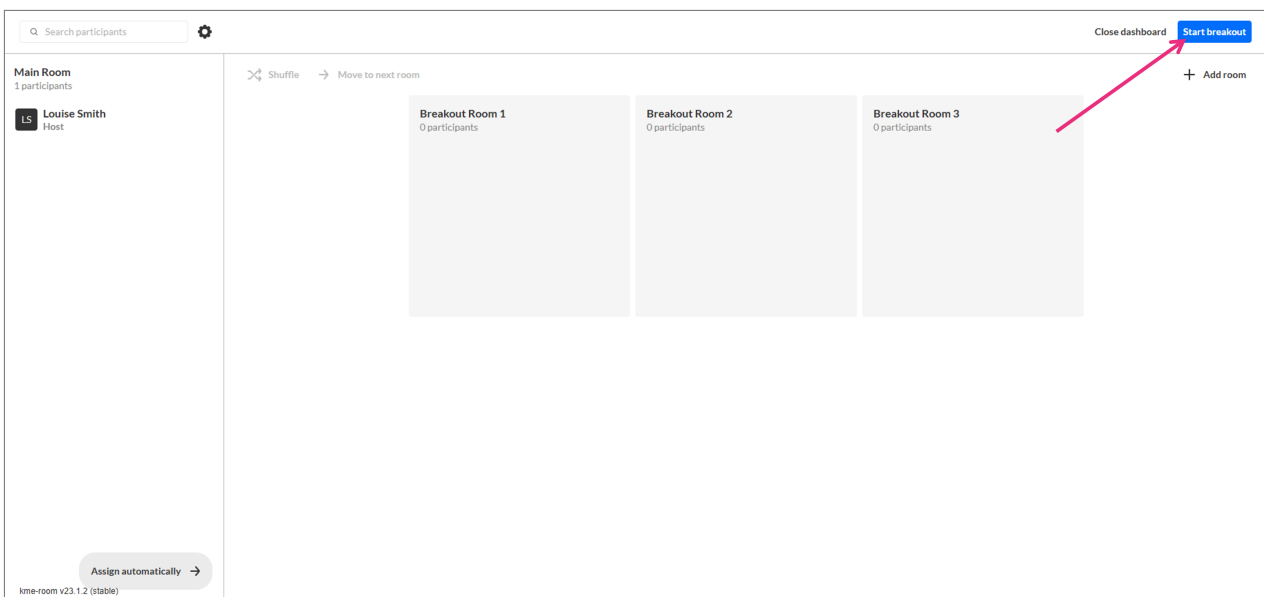 Search participants
Close dashboard
Start breakout
Main Room
1 participants
Shuffle
Move to next room
Add room
LS
Louise Smith
Host
Breakout Room 1
0 participants
Breakout Room 2
0 participants
Breakout Room 3
0 participants
Assign automatically
kme-room v23.1.2 (stable)